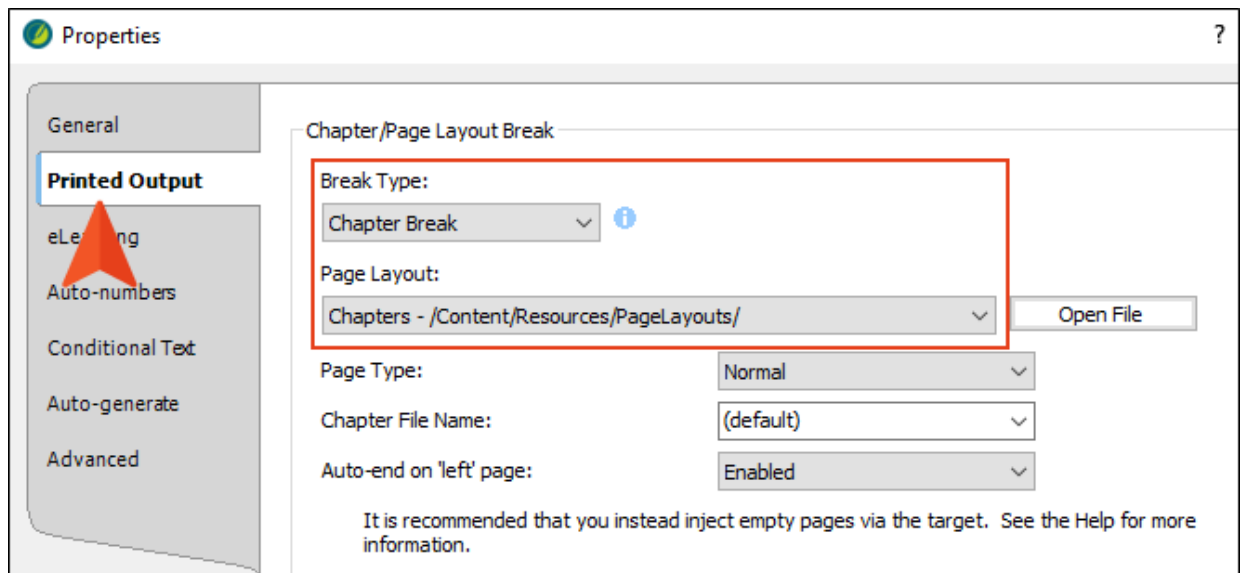 Properties
?
General
Printed Output
Auto-numbers
Conditional Text
Auto-generate
Advanced
Chapter/Page Layout Break
Break Type:
Chapter Break
Page Layout:
Chapters - /Content/Resources/PageLayouts/
Open File
Page Type:
Normal
Chapter File Name:
(default)
Auto-end on 'left' page:
Enabled
It is recommended that you instead inject empty pages via the target. See the Help for more
information.